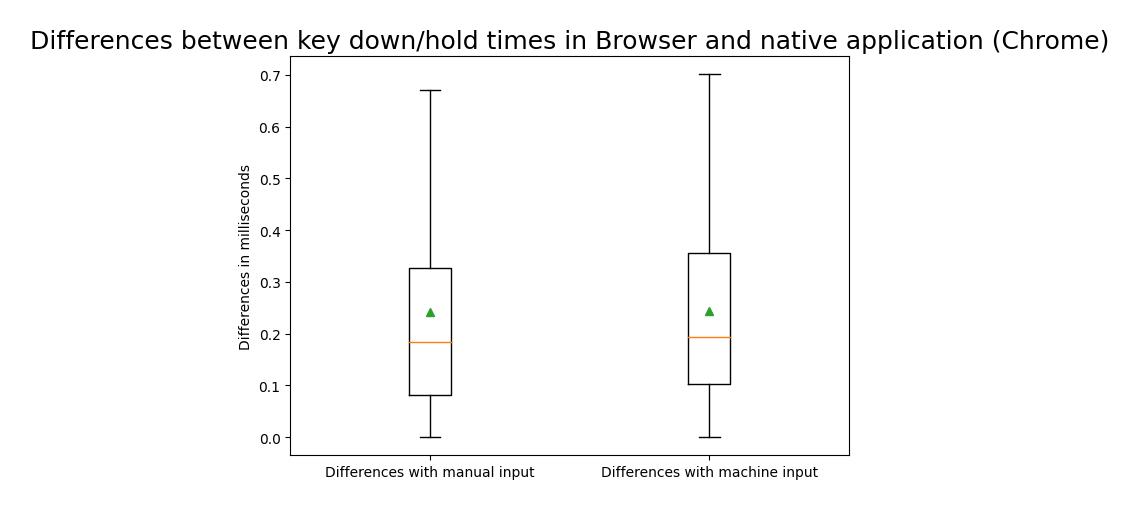 Differences between key down/hold times in Browser and native application (Chrome)
0.7
0.6
0.5
0.4
0.3
0.2
0.1
0.0
Differences in milliseconds
Differences with manual input
Differences with machine input